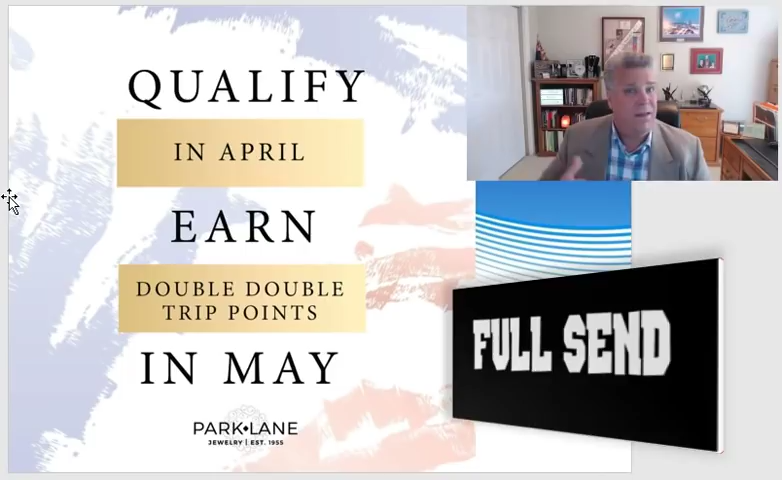 QUALIFY
IN APRIL
EARN
DOUBLE DOUBLE
TRIP POINTS
IN MAY
PARK LANE
JEWELRY | EST. 1955
FULL SEND